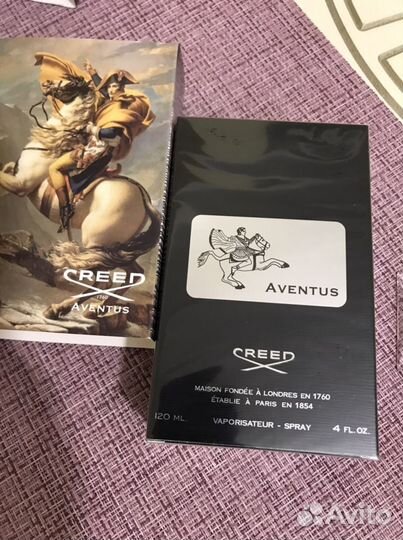 CREED
1760
AVENTUS
AVENTUS
CREED
MAISON FONDÉE À LONDRES EN 1760
ÉTABLIE À PARIS EN 1854
120 ML.
VAPORISATEUR - SPRAY
4 FL.OZ.
Avito